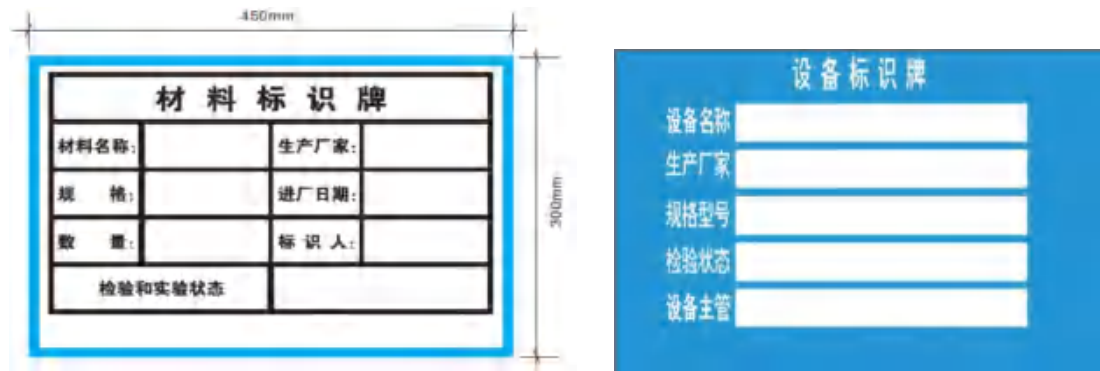 450mm
材料标识牌
材料名称: 生产厂家:
规 格: 进厂日期:
数 量: 标 识 人:
检验和实验状态
300mm
设备标识牌
设备名称
生产厂家
规格型号
检验状态
设备主管